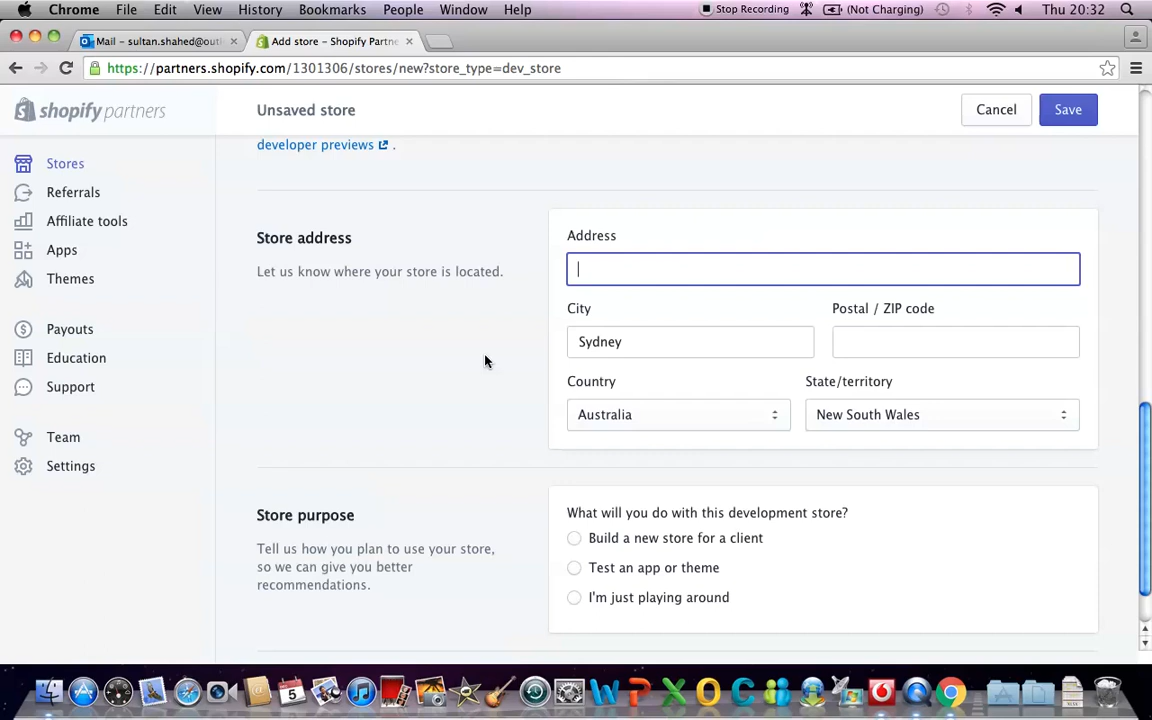 Chrome File Edit View History Bookmarks People Window Help Stop Recording (Not Charging) Thu 20:32
Mail – sultan.shahed@outl Add store – Shopify Partne
https://partners.shopify.com/1301306/stores/new?store_type=dev_store
shopify partners Unsaved store Cancel Save
developer previews .
Stores
Referrals
Affiliate tools
Apps
Themes
Payouts
Education
Support
Team
Settings
Store address
Let us know where your store is located.
Address
City Postal / ZIP code
Sydney
Country State/territory
Australia New South Wales
Store purpose
Tell us how you plan to use your store,
so we can give you better
recommendations.
What will you do with this development store?
Build a new store for a client
Test an app or theme
I'm just playing around
5